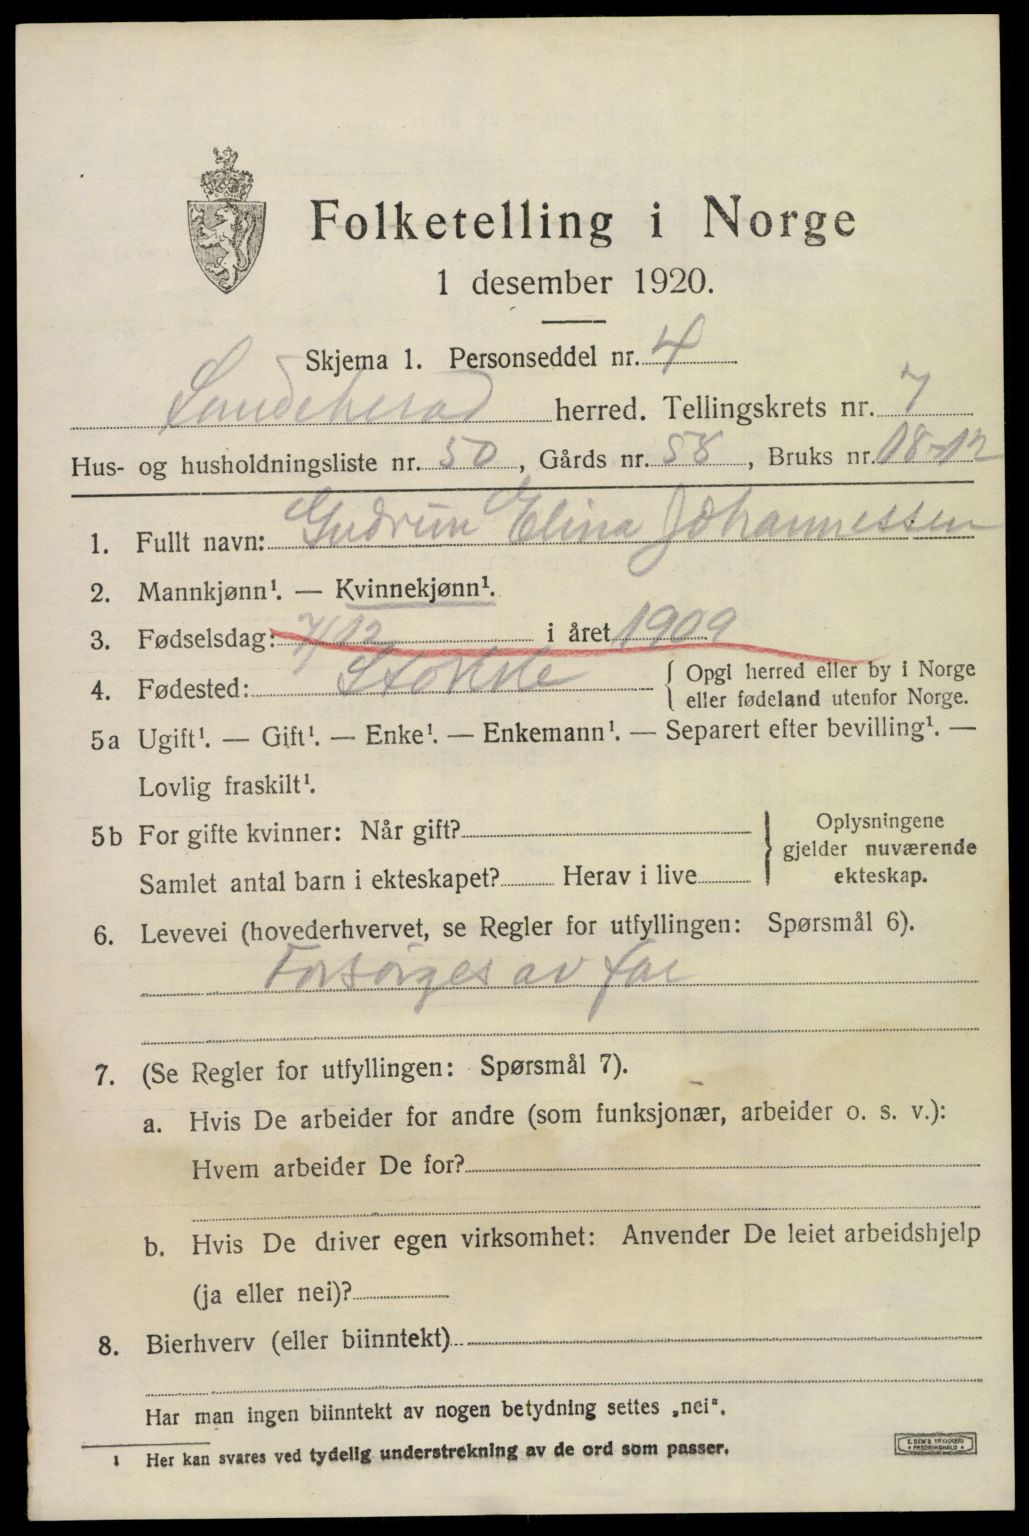 Folketelling i Norge
1 desember 1920.
Skjema 1. Personseddel nr. 4
Sandeherad herred. Tellingskrets nr. 7
Hus- og husholdningsliste nr. 50, Gårds nr. 58, Bruks nr. 18-12
1. Fullt navn: Gudrun Elina Johannessen
2. Mannkjønn¹. — Kvinnekjønn¹.
3. Fødselsdag: 7/12 i året 1909
4. Fødested: Stokke { Opgi herred eller by i Norge
eller fødeland utenfor Norge.
5a Ugift¹. — Gift¹. — Enke¹. — Enkemann¹. — Separert efter bevilling¹. —
Lovlig fraskilt¹.
5b For gifte kvinner: Når gift? } Oplysningene
gjelder nuværende
Samlet antal barn i ekteskapet? Herav i live ekteskap.
6. Levevei (hovederhvervet, se Regler for utfyllingen: Spørsmål 6).
Forsørges av far
7. (Se Regler for utfyllingen: Spørsmål 7).
a. Hvis De arbeider for andre (som funksjonær, arbeider o. s. v.):
Hvem arbeider De for?
b. Hvis De driver egen virksomhet: Anvender De leiet arbeidshjelp
(ja eller nei)?
8. Bierhverv (eller biinntekt)
Har man ingen biinntekt av nogen betydning settes „nei".
¹ Her kan svares ved tydelig understrekning av de ord som passer.
E. SEM'S TRYKKERI
FREDRIKSHALD